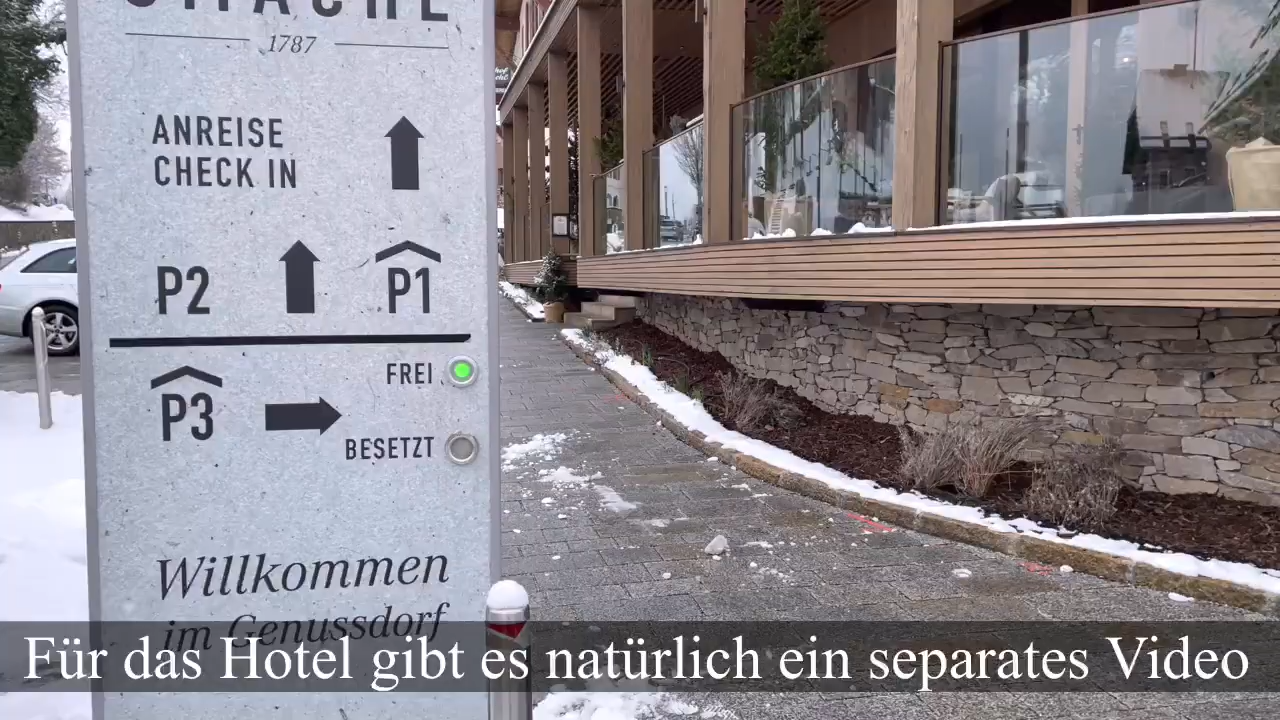 1787
ANREISE
CHECK IN
P2 P1
FREI
P3
BESETZT
Willkommen
im Genussdorf
Für das Hotel gibt es natürlich ein separates Video